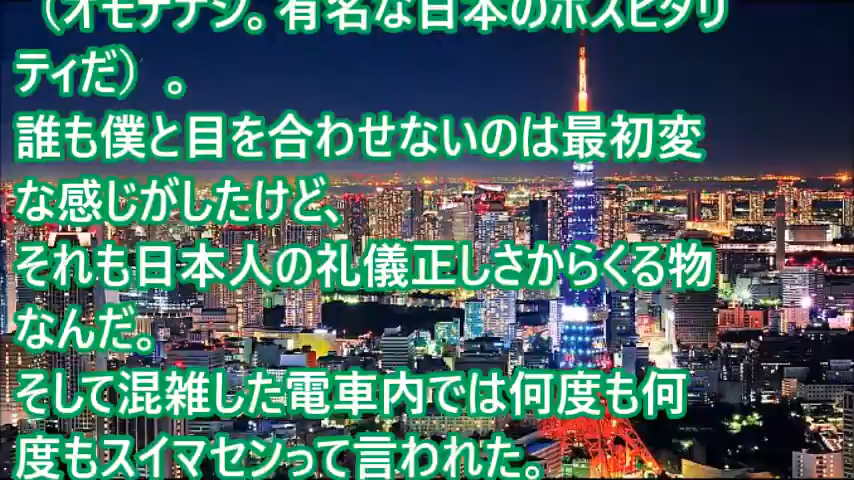 （オモテナシ。有名な日本のホスピタリ
ティだ）。
誰も僕と目を合わせないのは最初変
な感じがしたけど、
それも日本人の礼儀正しさからくる物
なんだ。
そして混雑した電車内では何度も何
度もスイマセンって言われた。